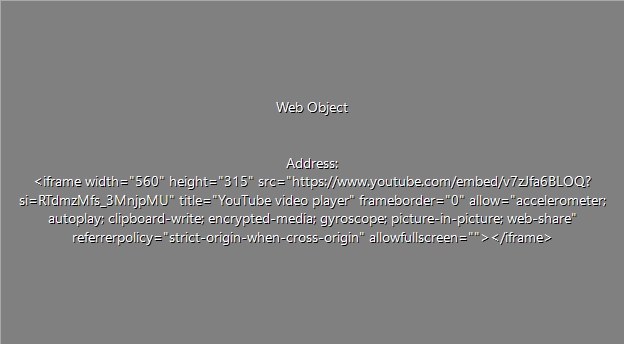 Web Object
Address:
<iframe width="560" height="315" src="https://www.youtube.com/embed/v7zJfa6BLOQ?
si=RTdmzMfs_3MnjpMU" title="YouTube video player" frameborder="0" allow="accelerometer;
autoplay; clipboard-write; encrypted-media; gyroscope; picture-in-picture; web-share"
referrerpolicy="strict-origin-when-cross-origin" allowfullscreen=""></iframe>